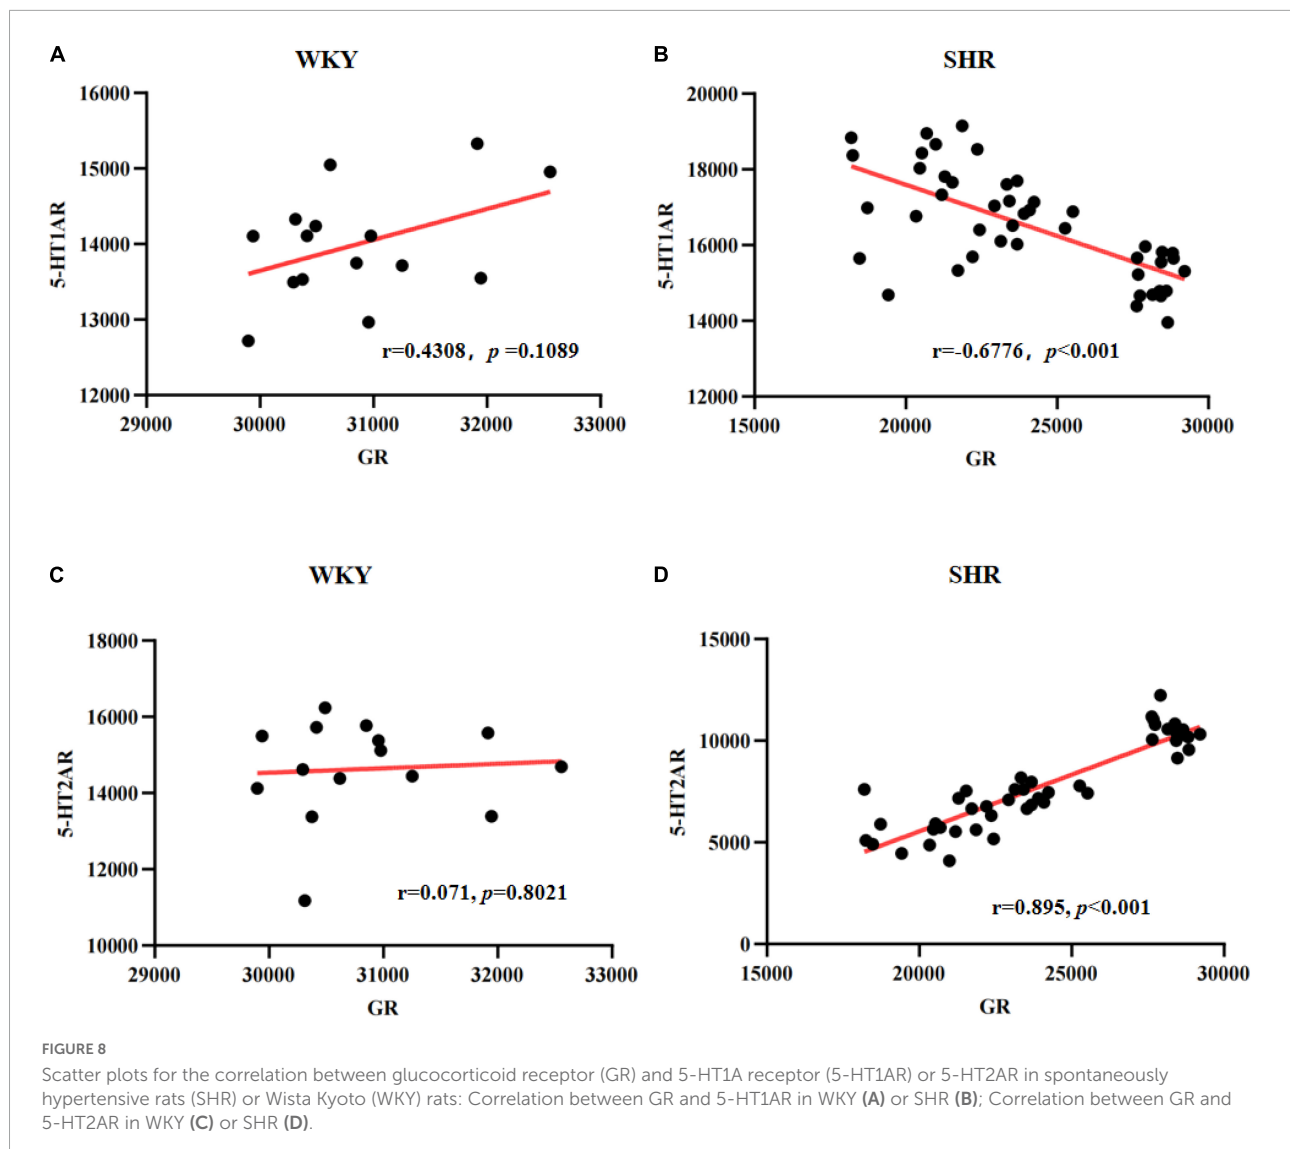 A
WKY
16000
15000
14000
13000
12000
5-HT1AR
r=0.4308, p =0.1089
29000 30000 31000 32000 33000
GR
B
SHR
20000
18000
16000
14000
12000
5-HT1AR
r=-0.6776, p<0.001
15000 20000 25000 30000
GR
C
WKY
18000
16000
14000
12000
10000
5-HT2AR
r=0.071, p=0.8021
29000 30000 31000 32000 33000
GR
D
SHR
15000
10000
5000
0
5-HT2AR
r=0.895, p<0.001
15000 20000 25000 30000
GR
FIGURE 8
Scatter plots for the correlation between glucocorticoid receptor (GR) and 5-HT1A receptor (5-HT1AR) or 5-HT2AR in spontaneously
hypertensive rats (SHR) or Wista Kyoto (WKY) rats: Correlation between GR and 5-HT1AR in WKY (A) or SHR (B); Correlation between GR and
5-HT2AR in WKY (C) or SHR (D).